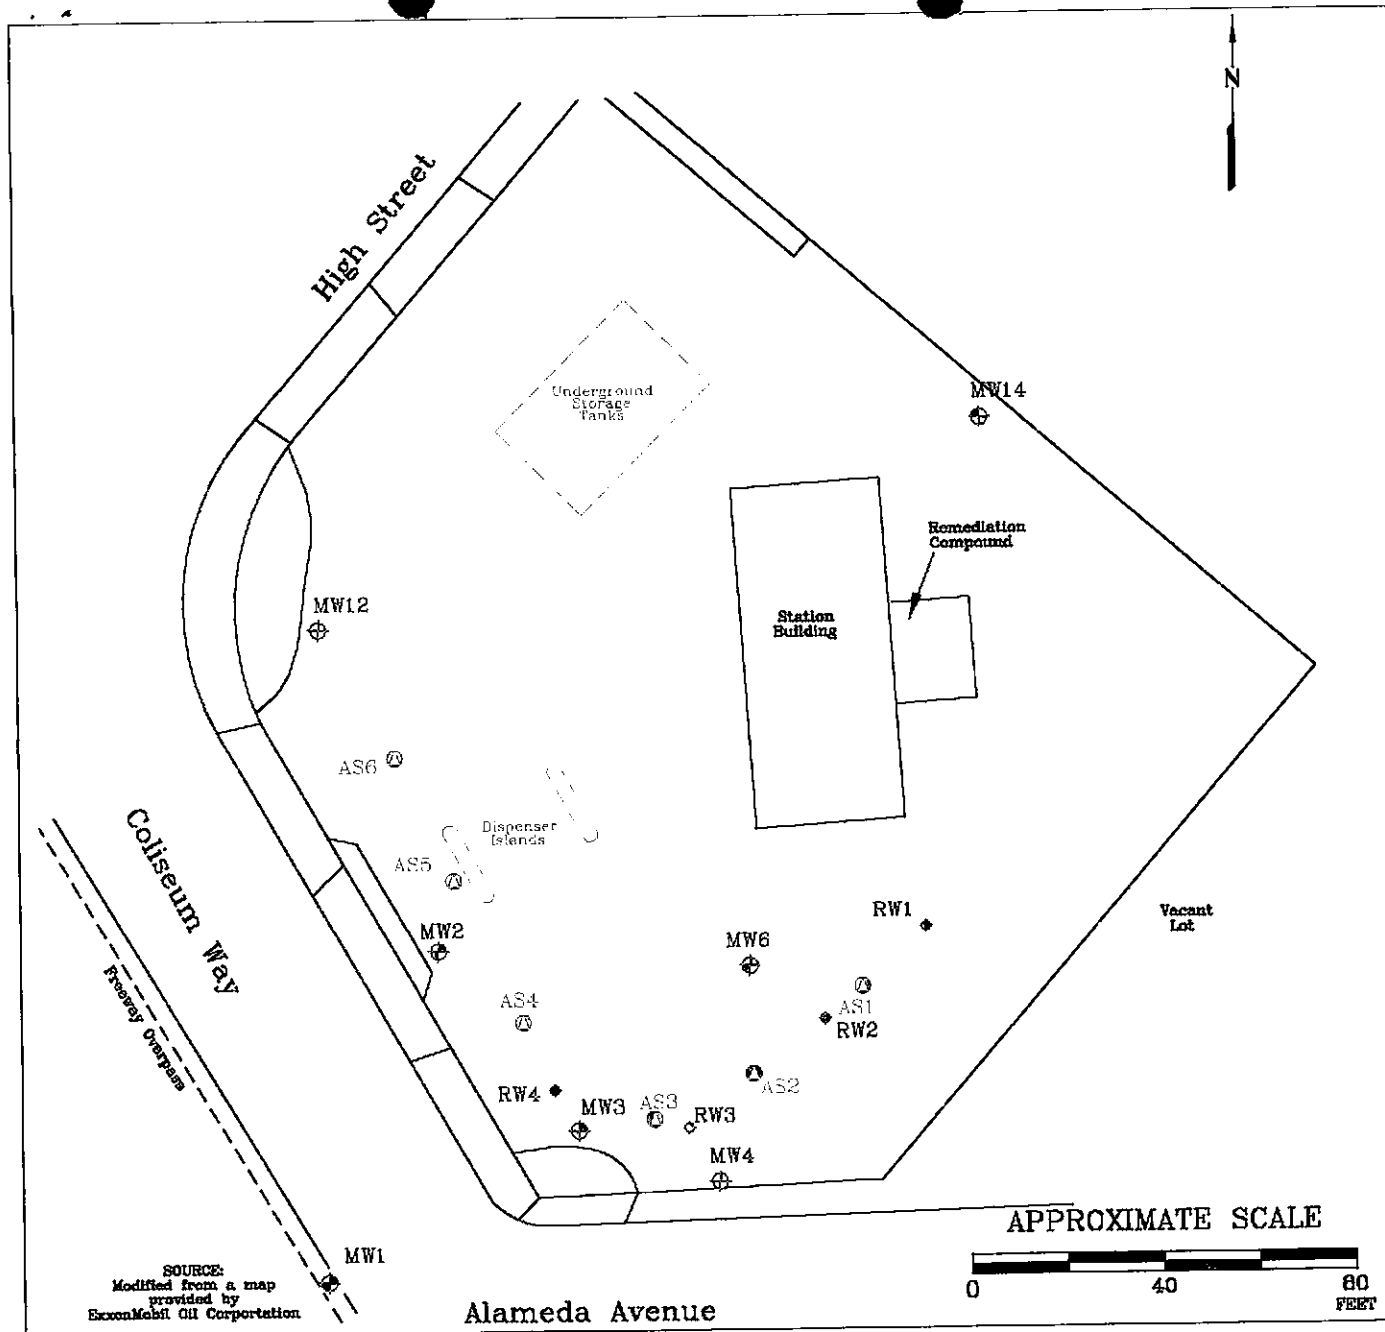 N
High Street
MW14
Underground
Storage
Tanks
Remediation
Compound
MW12
Station
Building
AS6
Dispenser
Islands
Coliseum Way
AS5
RW1
Vacant
Lot
MW2
MW6
Freeway Overpass
AS4
AS1
RW2
AS2
RW4
MW3
AS3
RW3
MW4
APPROXIMATE SCALE
MW1
0 40 80
FEET
SOURCE:
Modified from a map
provided by
ExxonMobil Oil Corportation
Alameda Avenue